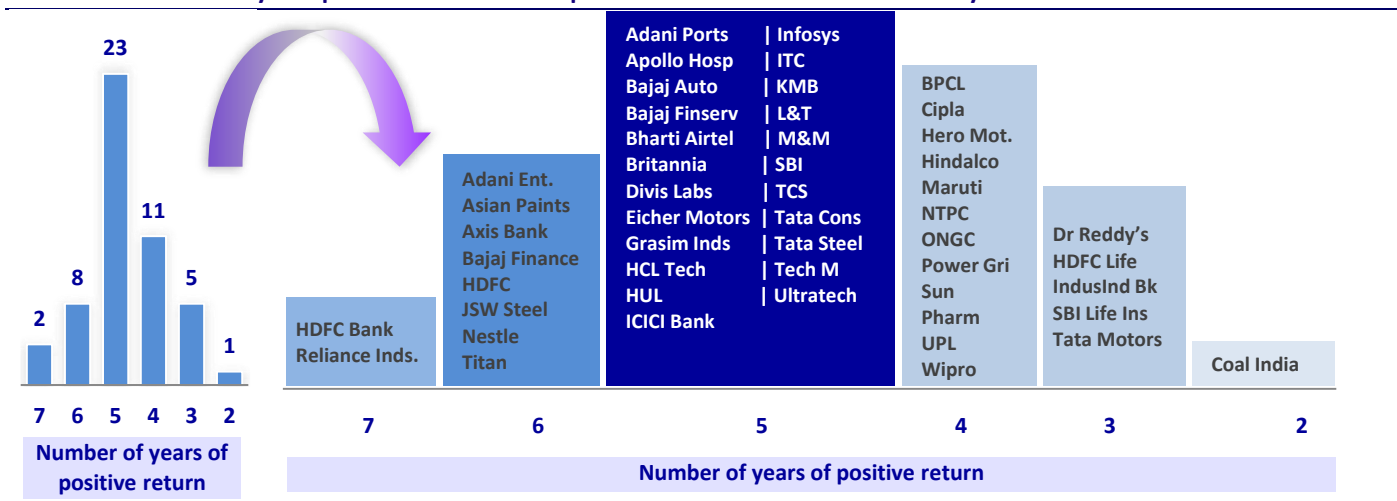 23
11
8
5
2
1
7 6 5 4 3 2
Number of years of
positive return
HDFC Bank
Reliance Inds.
Adani Ent.
Asian Paints
Axis Bank
Bajaj Finance
HDFC
JSW Steel
Nestle
Titan
Adani Ports | Infosys
Apollo Hosp | ITC
Bajaj Auto | KMB
Bajaj Finserv | L&T
Bharti Airtel | M&M
Britannia | SBI
Divis Labs | TCS
Eicher Motors | Tata Cons
Grasim Inds | Tata Steel
HCL Tech | Tech M
HUL | Ultratech
ICICI Bank
BPCL
Cipla
Hero Mot.
Hindalco
Maruti
NTPC
ONGC
Power Gri
Sun
Pharm
UPL
Wipro
Dr Reddy’s
HDFC Life
IndusInd Bk
SBI Life Ins
Tata Motors
Coal India
7 6 5 4 3 2
Number of years of positive return